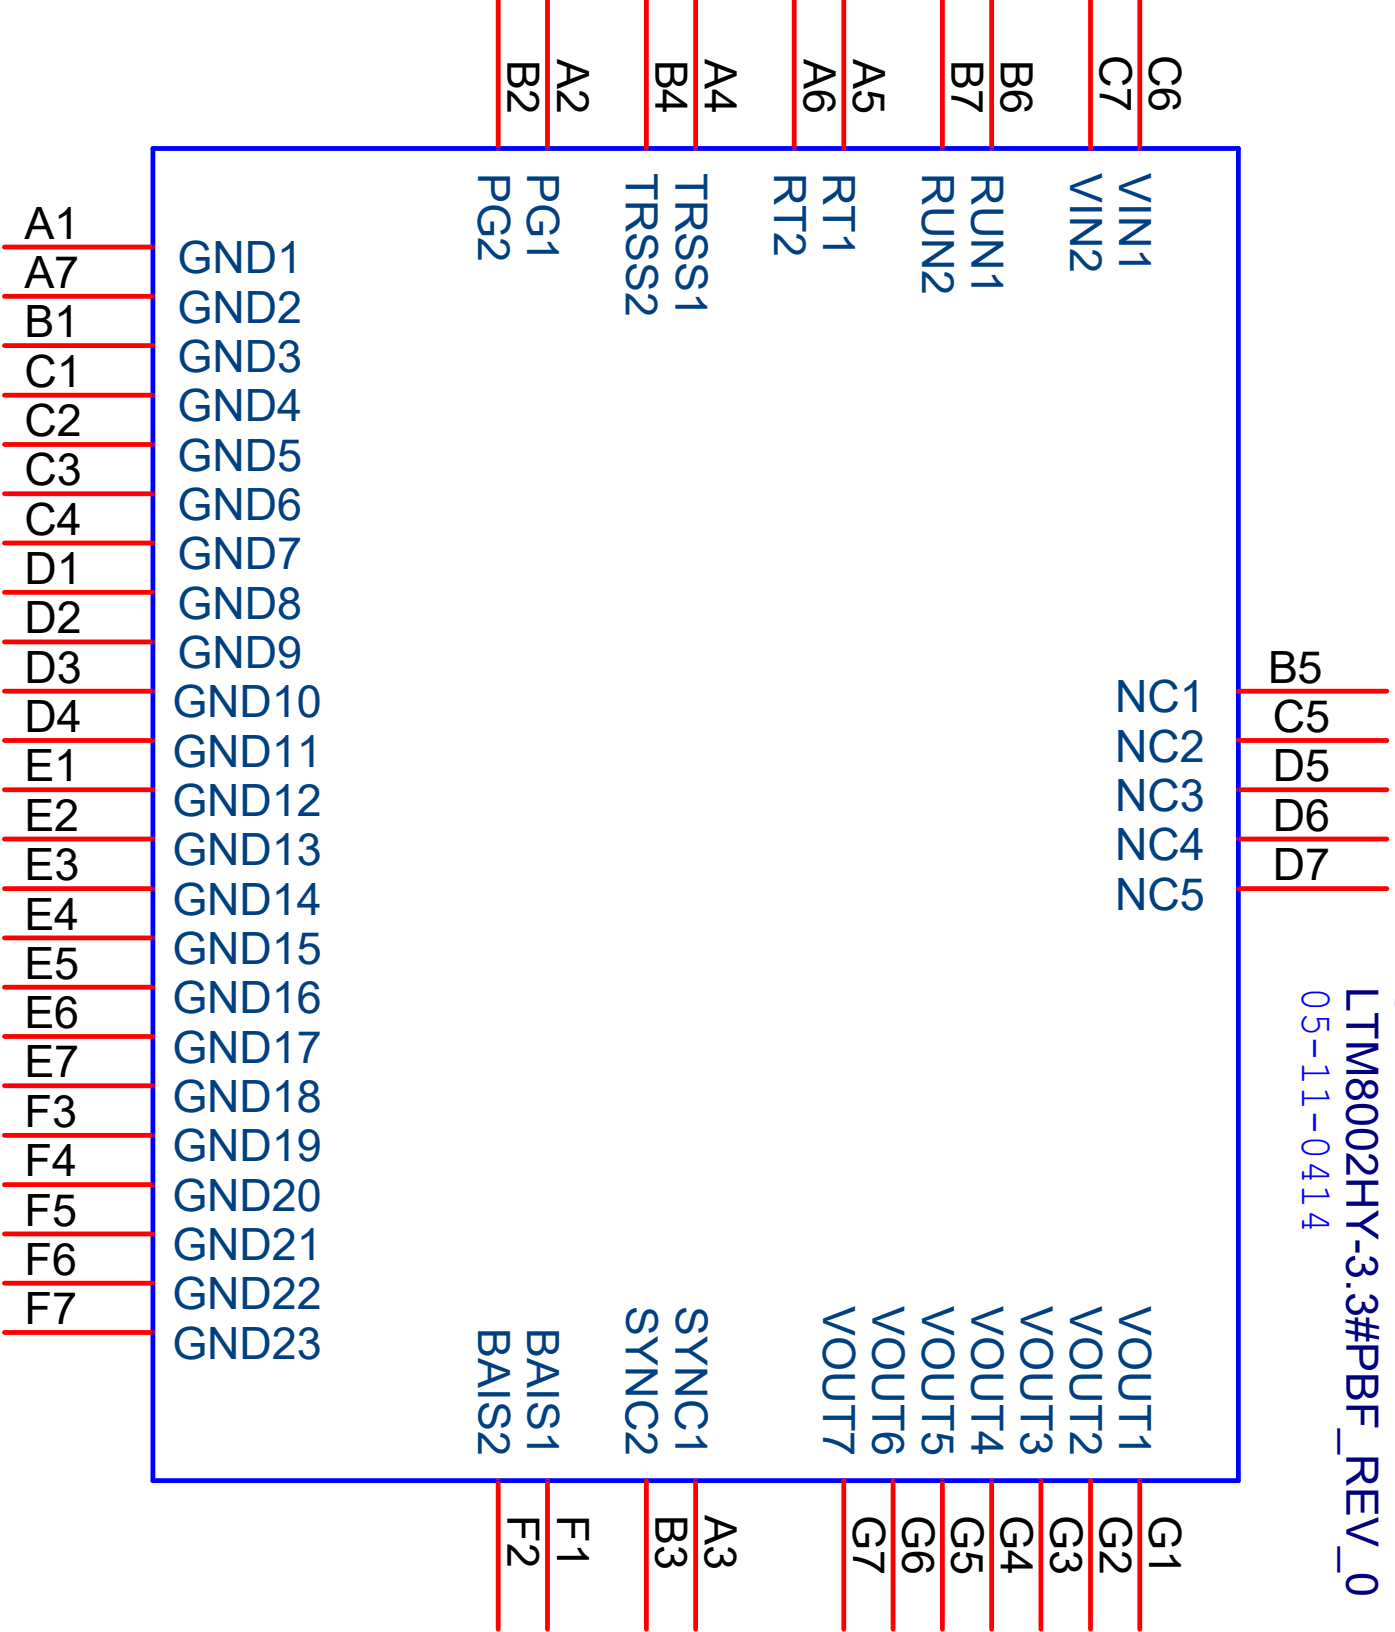 B2
A2
B4
A4
A6
A5
B7
B6
C7
C6
PG2
PG1
TRSS2
TRSS1
RT2
RT1
RUN2
RUN1
VIN2
VIN1
A1
GND1
A7
GND2
B1
GND3
C1
GND4
C2
GND5
C3
GND6
C4
GND7
D1
GND8
D2
GND9
D3
GND10
D4
GND11
E1
GND12
E2
GND13
E3
GND14
E4
GND15
E5
GND16
E6
GND17
E7
GND18
F3
GND19
F4
GND20
F5
GND21
F6
GND22
F7
GND23
NC1
B5
NC2
C5
NC3
D5
NC4
D6
NC5
D7
LTM8002HY-3.3#PBF_REV_0
05-11-0414
BAIS2
BAIS1
SYNC2
SYNC1
VOUT7
VOUT6
VOUT5
VOUT4
VOUT3
VOUT2
VOUT1
F2
F1
B3
A3
G7
G6
G5
G4
G3
G2
G1